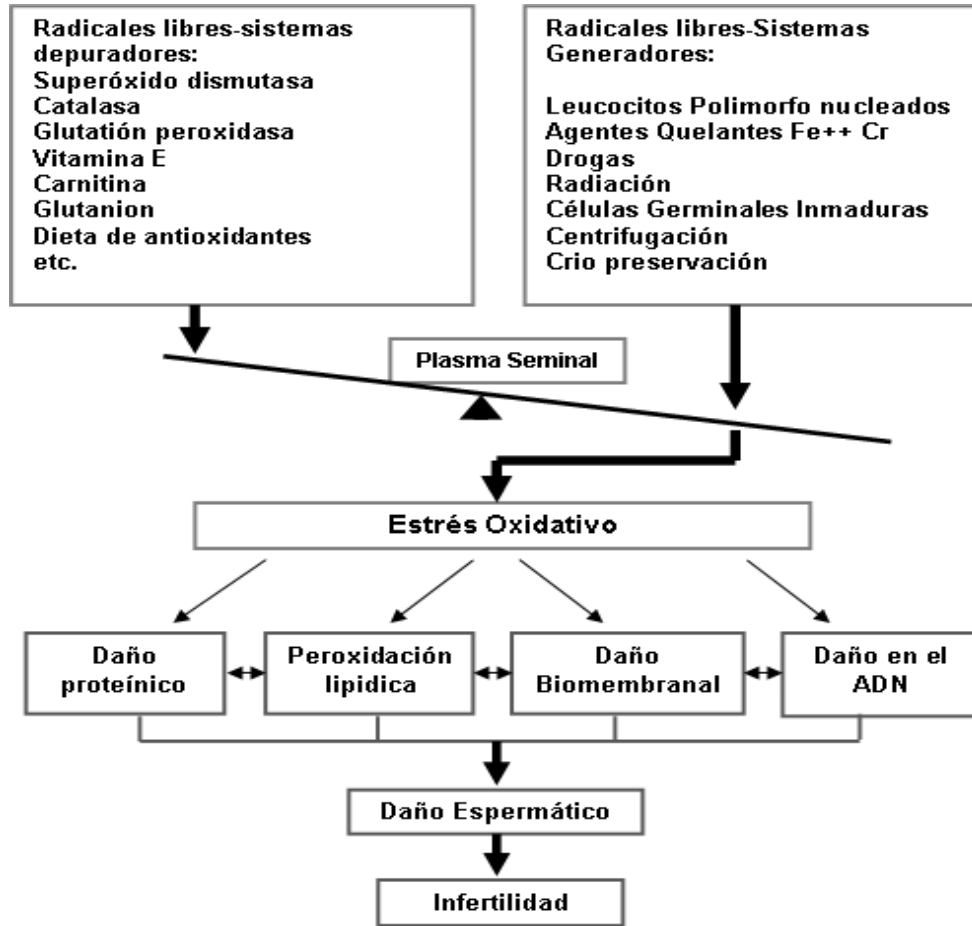 Radicales libres-sistemas
depuradores:
Superóxido dismutasa
Catalasa
Glutatión peroxidasa
Vitamina E
Carnitina
Glutanion
Dieta de antioxidantes
etc.
Radicales libres-Sistemas
Generadores:
Leucocitos Polimorfo nucleados
Agentes Quelantes Fe++ Cr
Drogas
Radiación
Células Germinales Inmaduras
Centrifugación
Crio preservación
Plasma Seminal
Estrés Oxidativo
Daño
proteínico
Peroxidación
lipidica
Daño
Biomembranal
Daño en el
ADN
Daño Espermático
Infertilidad